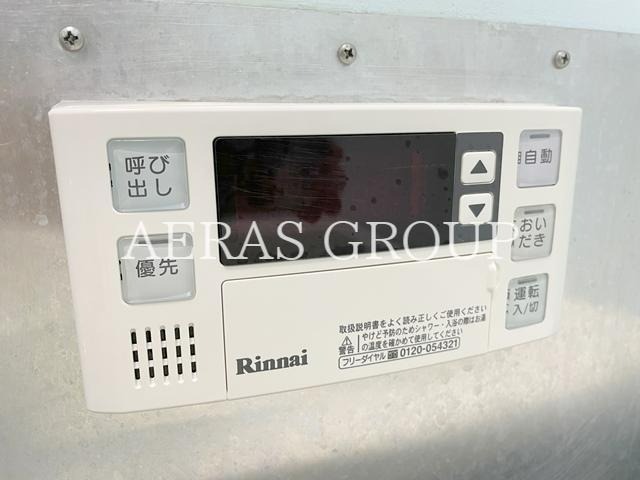 呼び
出し
優先
▲
▼
自動
おい
だき
運転
入/切
AERAS GROUP
取扱説明書をよく読み正しくご使用ください
⚠警告 やけど予防のためシャワー・入浴の際はお湯
の温度を確かめて使用してください
フリーダイヤル 0120-054321
Rinnai